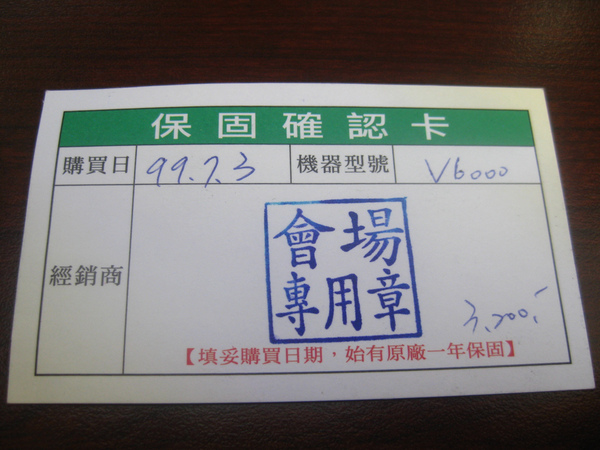 保固確認卡
購買日 99.7.3 機器型號 V6000
經銷商
會場
專用章
3,200.-
【填妥購買日期，始有原廠一年保固】